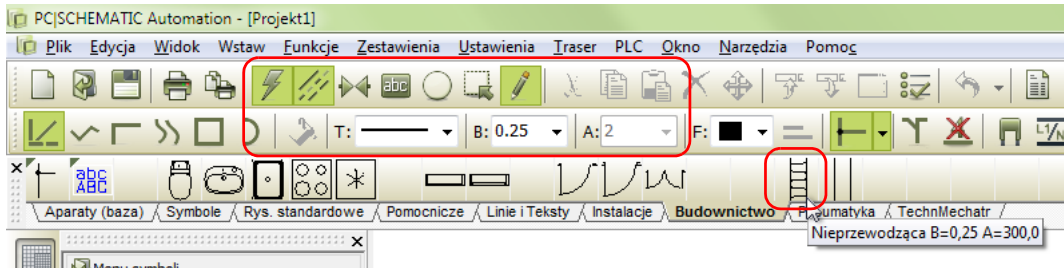 PC|SCHEMATIC Automation - [Projekt1]
Plik Edycja Widok Wstaw Funkcje Zestawienia Ustawienia Traser PLC Okno Narzędzia Pomoc
abc
T: B: 0.25 A: 2 F: L1/N
abc
ABC
Aparaty (baza) Symbole Rys. standardowe Pomocnicze Linie i Teksty Instalacje Budownictwo TechnMechatr
Nieprzewodząca B=0,25 A=300,0
Menu symboli